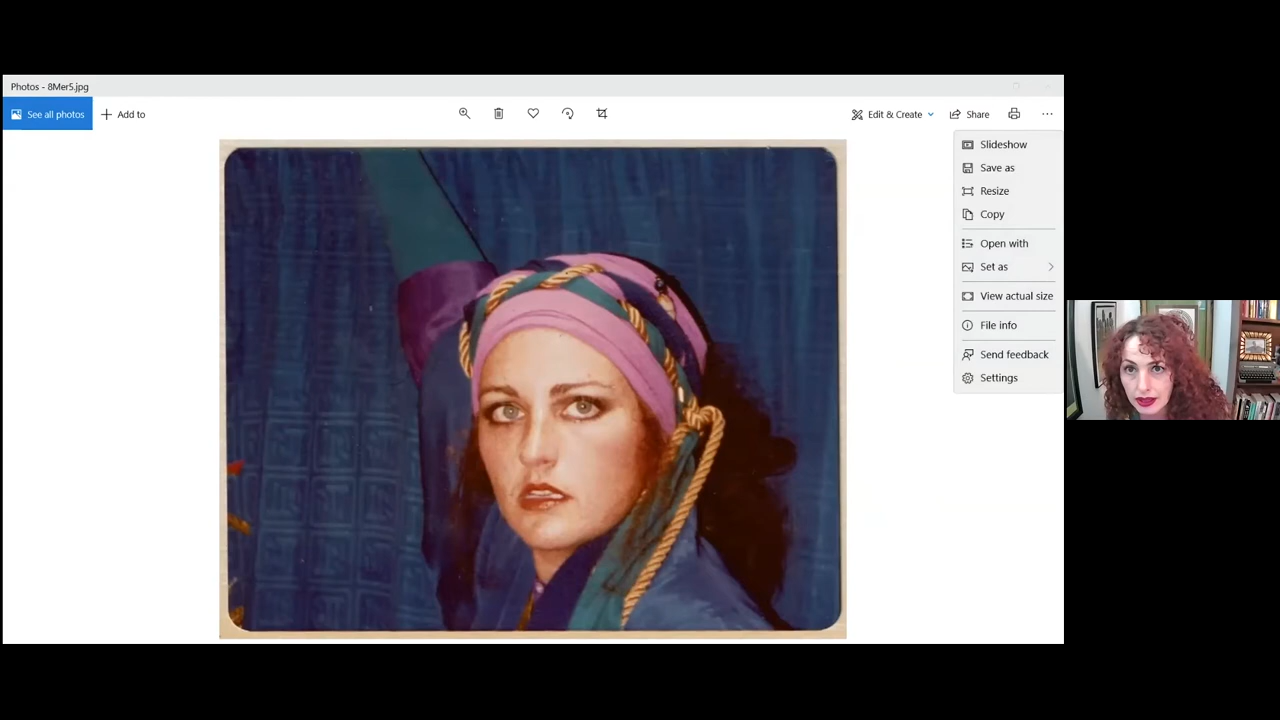 Photos - 8Mer5.jpg
See all photos
Add to
Edit & Create
Share
Slideshow
Save as
Resize
Copy
Open with
Set as
View actual size
File info
Send feedback
Settings